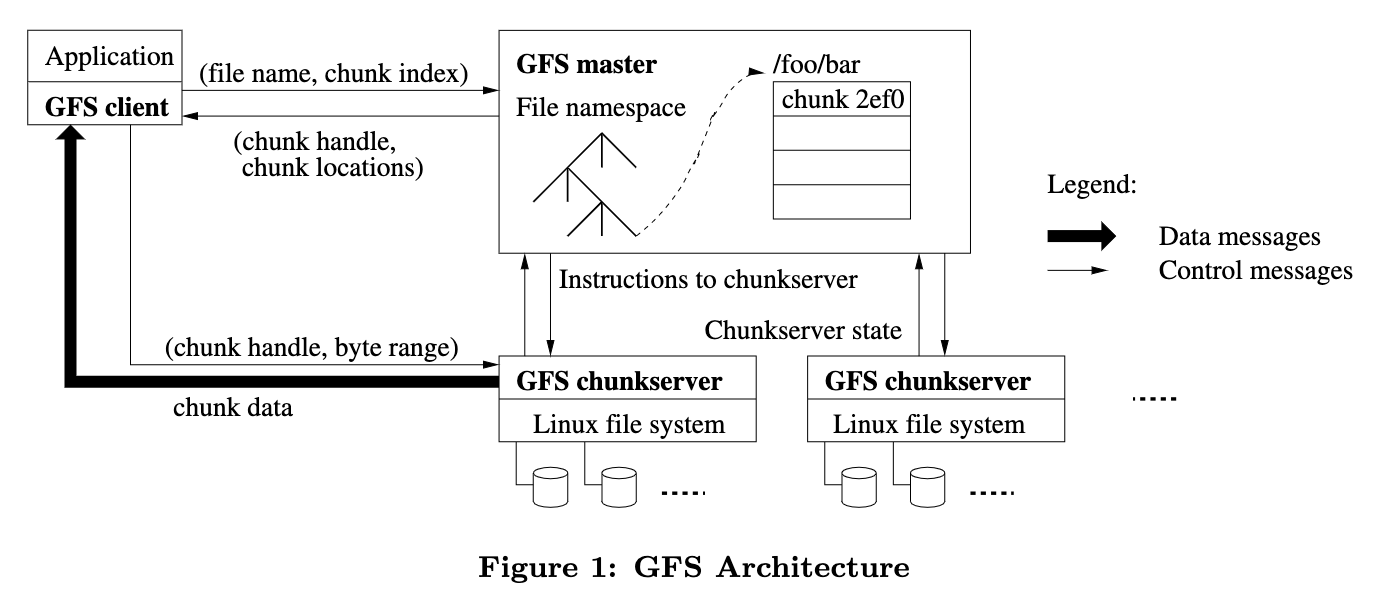 Application
GFS client
(file name, chunk index)
(chunk handle,
chunk locations)
GFS master
File namespace
/foo/bar
chunk 2ef0
Legend:
Data messages
Control messages
Instructions to chunkserver
Chunkserver state
(chunk handle, byte range)
chunk data
GFS chunkserver
Linux file system
GFS chunkserver
Linux file system
Figure 1: GFS Architecture